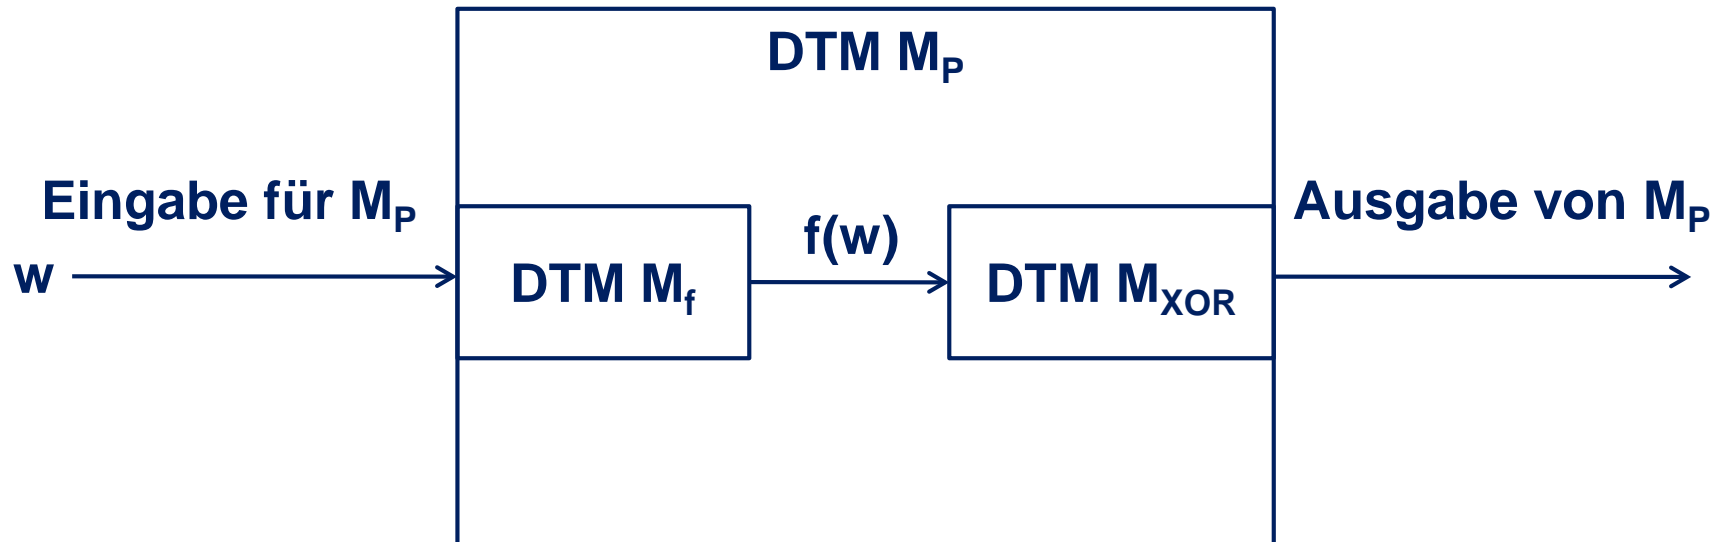 DTM MP
Eingabe für MP
f(w)
Ausgabe von MP
w
DTM Mf
DTM MXOR